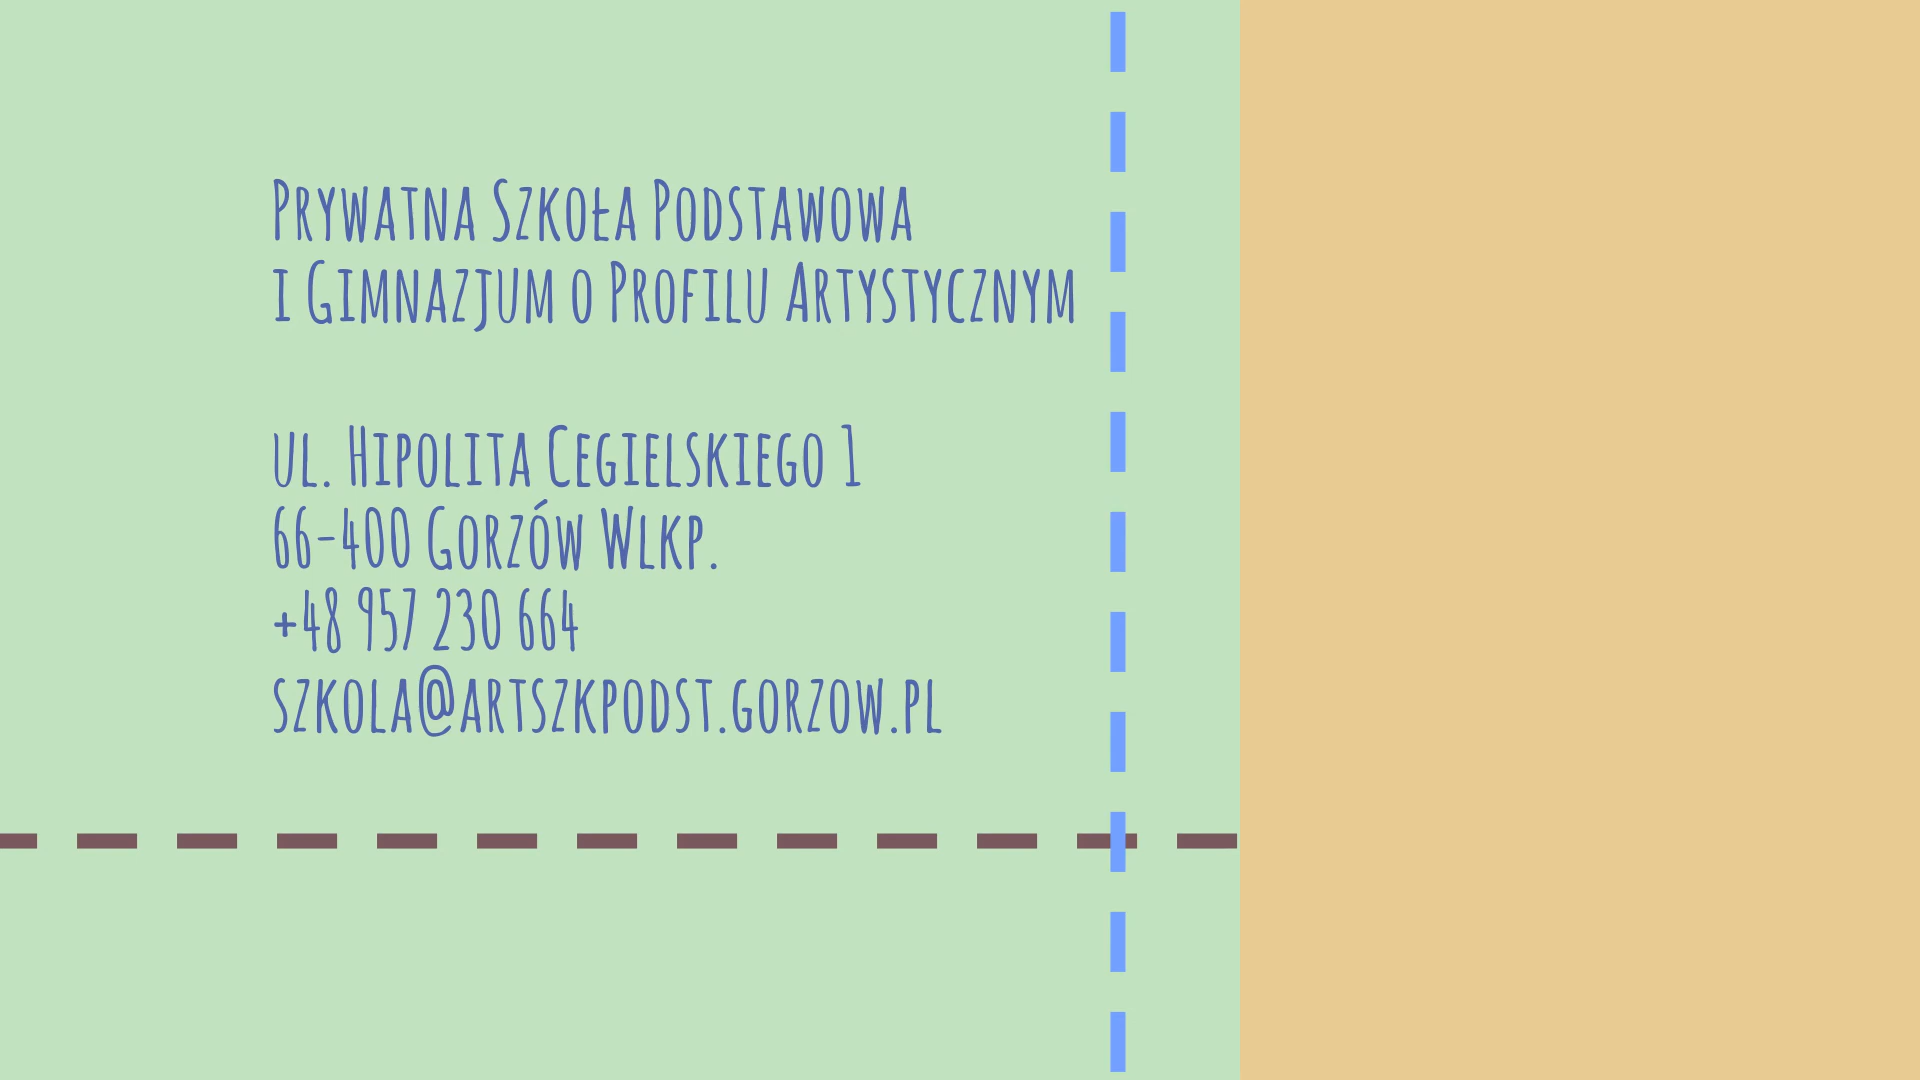 Prywatna Szkoła Podstawowa
i Gimnazjum o Profilu Artystycznym
ul. Hipolita Cegielskiego 1
66-400 Gorzów Wlkp.
+48 957 230 664
szkola@artszkpodst.gorzow.pl